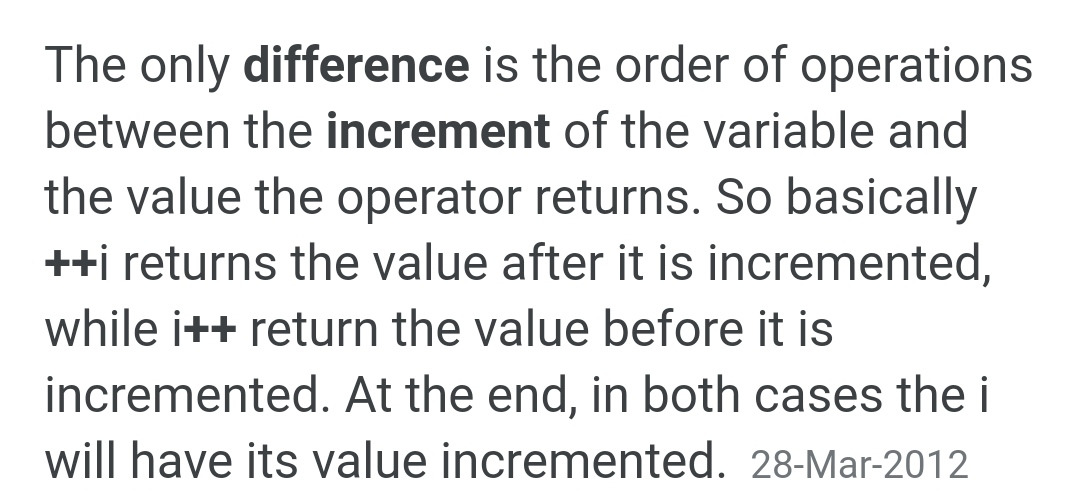 The only difference is the order of operations
between the increment of the variable and
the value the operator returns. So basically
++i returns the value after it is incremented,
while i++ return the value before it is
incremented. At the end, in both cases the i
will have its value incremented. 28-Mar-2012